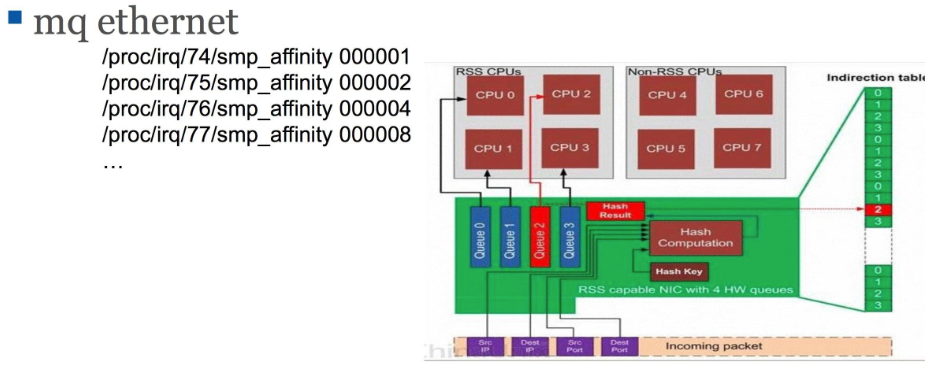 mq ethernet
/proc/irq/74/smp_affinity 000001
/proc/irq/75/smp_affinity 000002
/proc/irq/76/smp_affinity 000004
/proc/irq/77/smp_affinity 000008
...
RSS CPUs
Non-RSS CPUs
Indirection table
CPU 0
CPU 2
CPU 4
CPU 6
CPU 1
CPU 3
CPU 5
CPU 7
0
1
2
3
0
1
2
3
0
1
2
3
0
1
2
3
Queue 0
Queue 1
Queue 2
Queue 3
Hash
Result
Hash
Computation
Hash Key
RSS capable NIC with 4 HW queues
Src
IP
Dest
IP
Src
Port
Dest
Port
Incoming packet